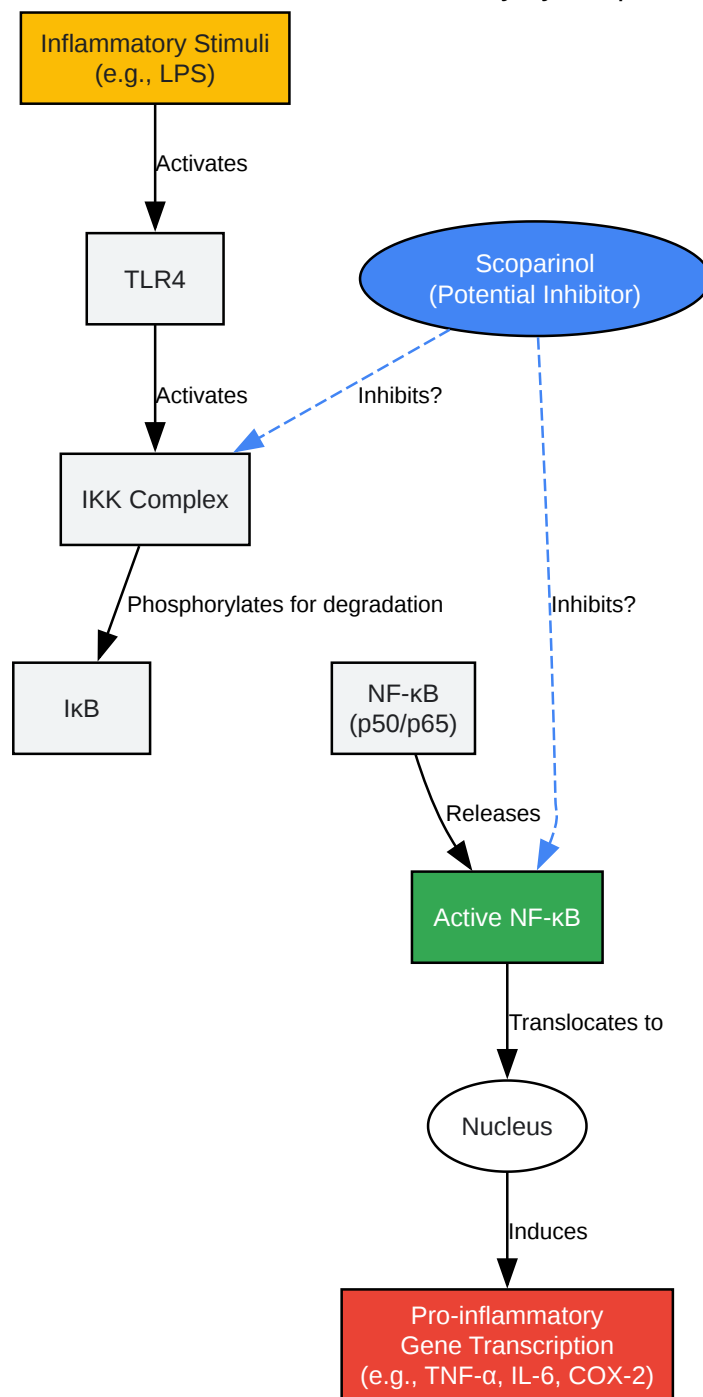 Inflammatory Stimuli
(e.g., LPS)
Activates
TLR4
Scoparinol
(Potential Inhibitor)
Activates
Inhibits?
IKK Complex
Phosphorylates for degradation
Inhibits?
IκB
NF-κB
(p50/p65)
Releases
Active NF-κB
Translocates to
Nucleus
Induces
Pro-inflammatory
Gene Transcription
(e.g., TNF-α, IL-6, COX-2)